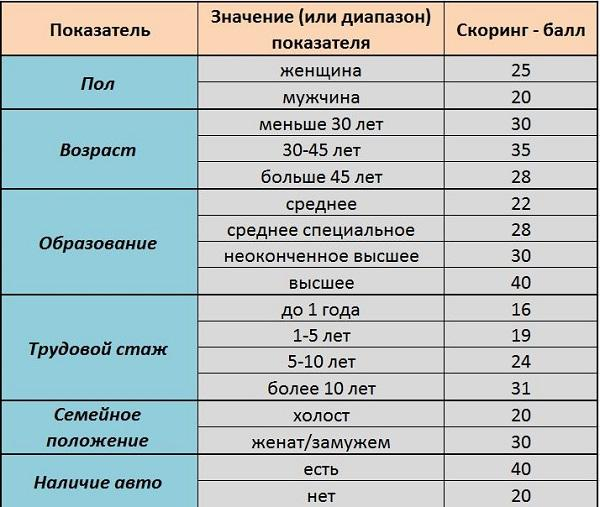 Показатель Значение (или диапазон) показателя Скоринг - балл
Пол женщина 25
мужчина 20
Возраст меньше 30 лет 30
30-45 лет 35
больше 45 лет 28
Образование среднее 22
среднее специальное 28
неоконченное высшее 30
высшее 40
Трудовой стаж до 1 года 16
1-5 лет 19
5-10 лет 24
более 10 лет 31
Семейное положение холост 20
женат/замужем 30
Наличие авто есть 40
нет 20